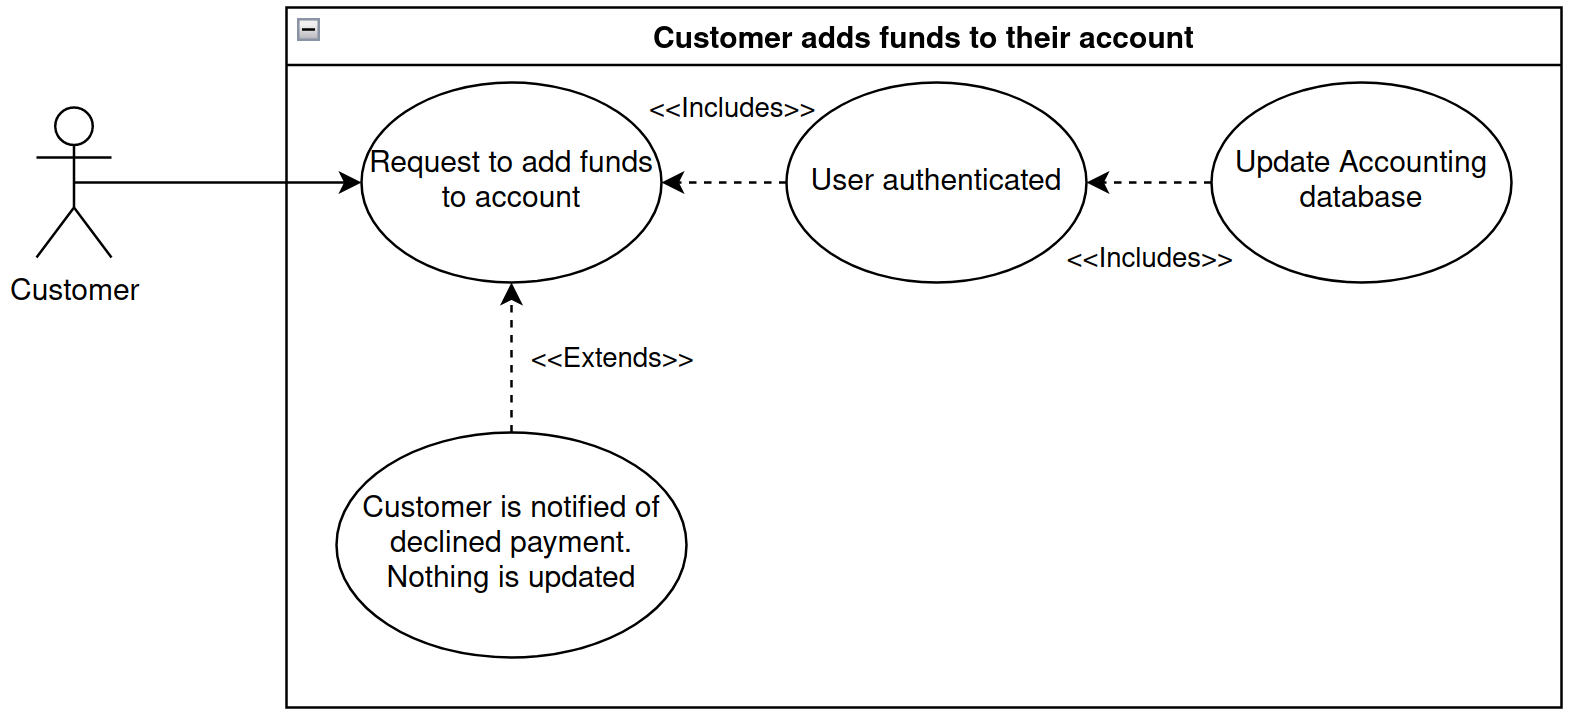 Customer adds funds to their account
<<Includes>>
Request to add funds
to account
User authenticated
Update Accounting
database
<<Includes>>
Customer
<<Extends>>
Customer is notified of
declined payment.
Nothing is updated